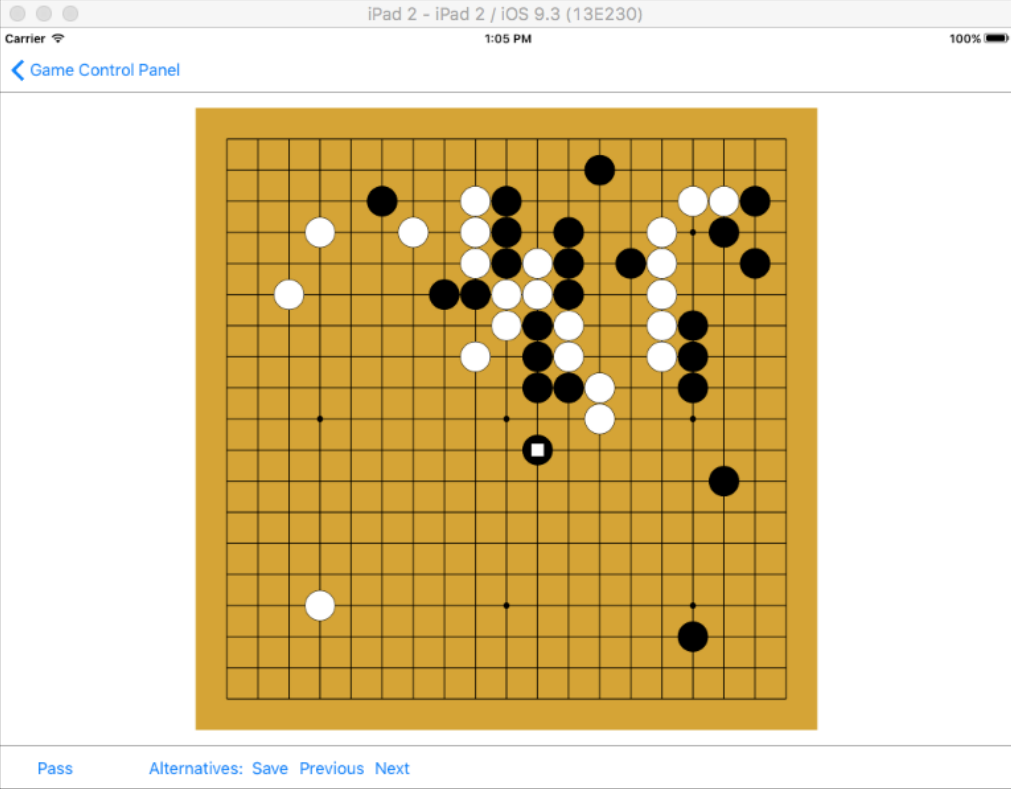 iPad 2 - iPad 2 / iOS 9.3 (13E230)
Carrier 1:05 PM 100%
Game Control Panel
Pass Alternatives: Save Previous Next